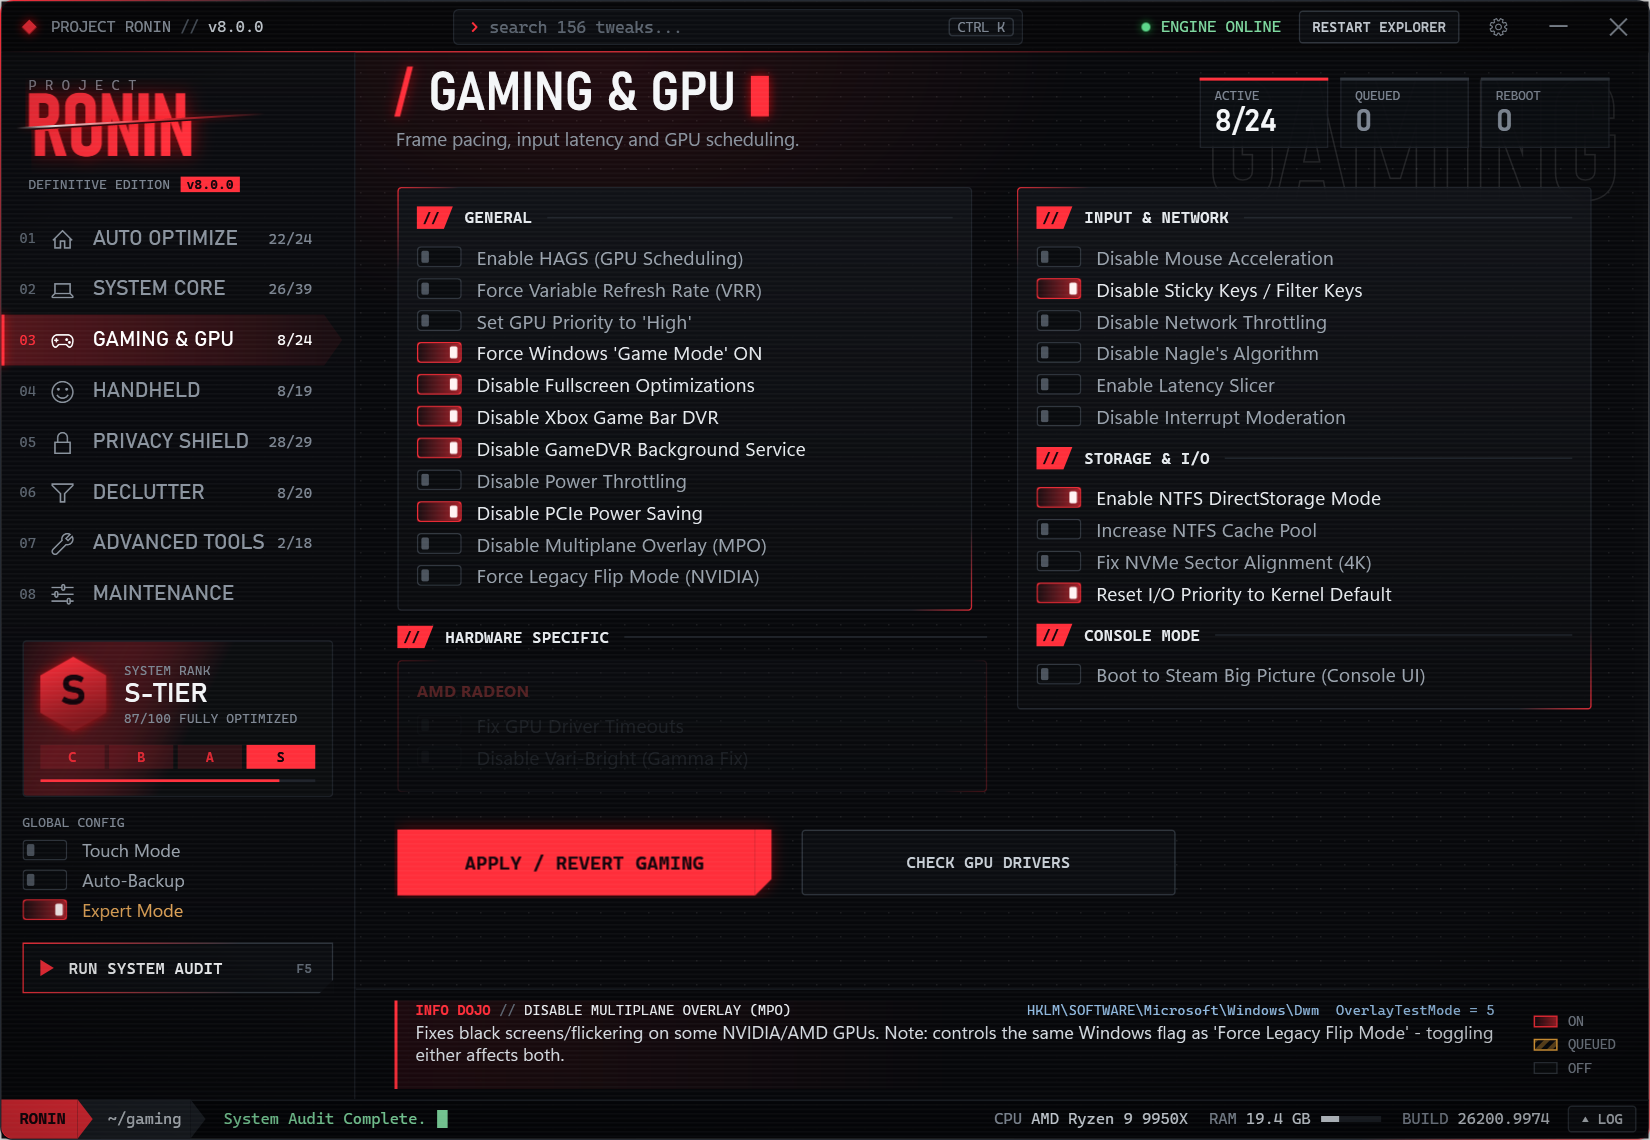 PROJECT RONIN // v8.0.0
search 156 tweaks...
CTRL K
ENGINE ONLINE
RESTART EXPLORER
PROJECT
RONIN
DEFINITIVE EDITION v8.0.0
01 AUTO OPTIMIZE 22/24
02 SYSTEM CORE 26/39
03 GAMING & GPU 8/24
04 HANDHELD 8/19
05 PRIVACY SHIELD 28/29
06 DECLUTTER 8/20
07 ADVANCED TOOLS 2/18
08 MAINTENANCE
S
SYSTEM RANK
S-TIER
87/100 FULLY OPTIMIZED
C B A S
GLOBAL CONFIG
Touch Mode
Auto-Backup
Expert Mode
RUN SYSTEM AUDIT F5
/ GAMING & GPU
Frame pacing, input latency and GPU scheduling.
ACTIVE
8/24
QUEUED
0
REBOOT
0
GAMING
// GENERAL
Enable HAGS (GPU Scheduling)
Force Variable Refresh Rate (VRR)
Set GPU Priority to 'High'
Force Windows 'Game Mode' ON
Disable Fullscreen Optimizations
Disable Xbox Game Bar DVR
Disable GameDVR Background Service
Disable Power Throttling
Disable PCIe Power Saving
Disable Multiplane Overlay (MPO)
Force Legacy Flip Mode (NVIDIA)
// HARDWARE SPECIFIC
AMD RADEON
Fix GPU Driver Timeouts
Disable Vari-Bright (Gamma Fix)
// INPUT & NETWORK
Disable Mouse Acceleration
Disable Sticky Keys / Filter Keys
Disable Network Throttling
Disable Nagle's Algorithm
Enable Latency Slicer
Disable Interrupt Moderation
// STORAGE & I/O
Enable NTFS DirectStorage Mode
Increase NTFS Cache Pool
Fix NVMe Sector Alignment (4K)
Reset I/O Priority to Kernel Default
// CONSOLE MODE
Boot to Steam Big Picture (Console UI)
APPLY / REVERT GAMING
CHECK GPU DRIVERS
INFO DOJO // DISABLE MULTIPLANE OVERLAY (MPO)
HKLM\SOFTWARE\Microsoft\Windows\Dwm OverlayTestMode = 5
Fixes black screens/flickering on some NVIDIA/AMD GPUs. Note: controls the same Windows flag as 'Force Legacy Flip Mode' - toggling
either affects both.
ON
QUEUED
OFF
RONIN ~/gaming System Audit Complete.
CPU AMD Ryzen 9 9950X RAM 19.4 GB BUILD 26200.9974 LOG